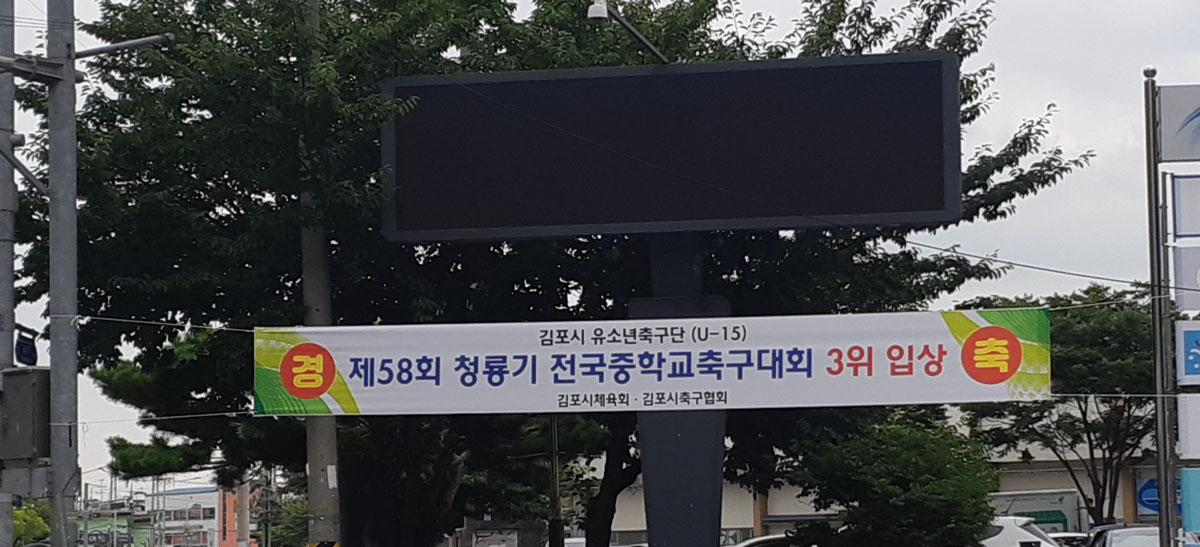 김포시 유소년축구단 (U-15)
경 제58회 청룡기 전국중학교축구대회 3위 입상 축
김포시체육회 · 김포시축구협회